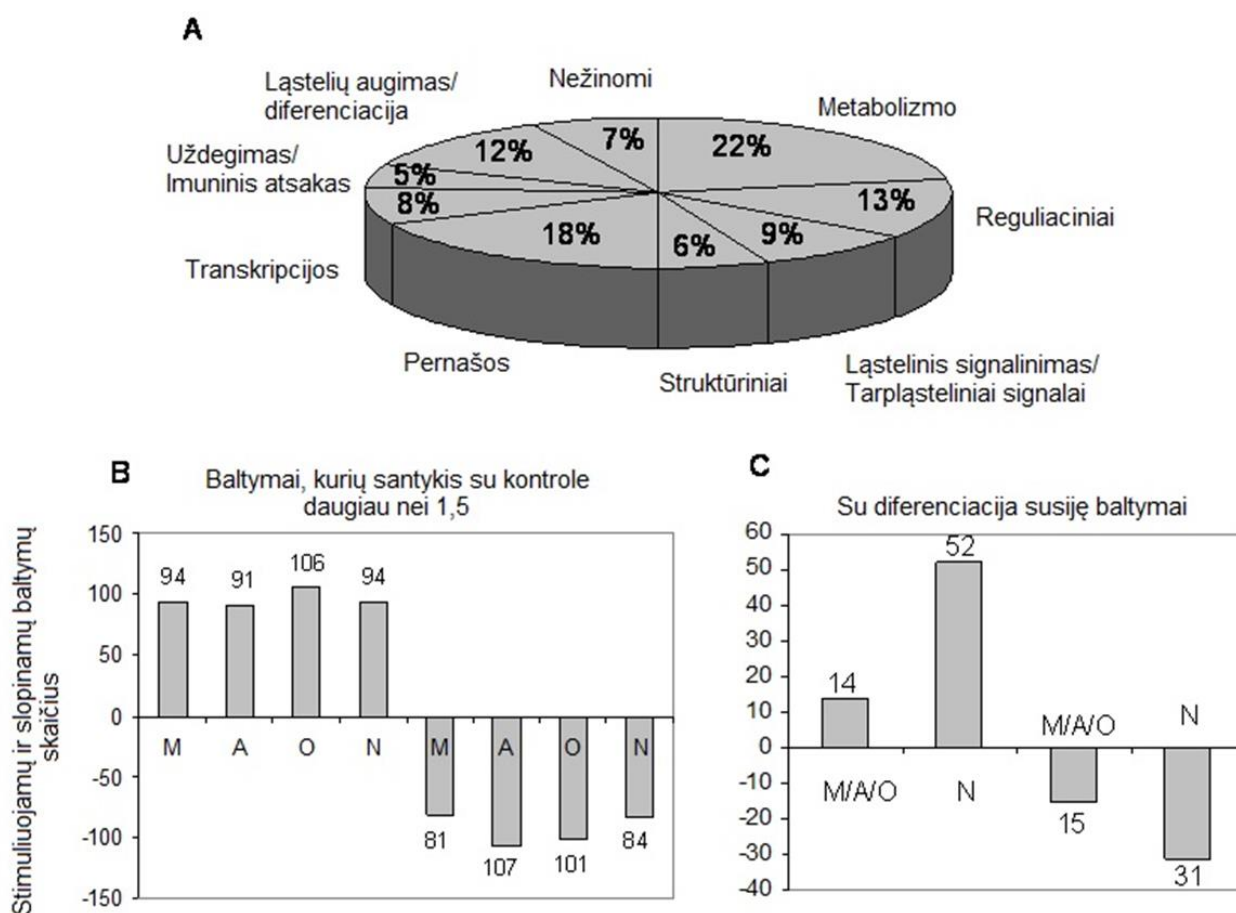 A
Nežinomi
Ląstelių augimas/
diferenciacija
Metabolizmo
Uždegimas/
Imuninis atsakas
7%
22%
12%
5%
8%
13%
18%
6%
9%
Reguliaciniai
Transkripcijos
Pernašos
Struktūriniai
Ląstelinis signalinimas/
Tarpląsteliniai signalai
B
Baltymai, kurių santykis su kontrole
daugiau nei 1,5
Stimuliuojamų ir slopinamų baltymų
skaičius
150
100
50
0
-50
-100
-150
94
91
106
94
M
A
O
N
M
A
O
N
81
107
101
84
C
Su diferenciacija susiję baltymai
60
50
40
30
20
10
0
-10
-20
-30
-40
14
52
M/A/O
N
M/A/O
N
15
31